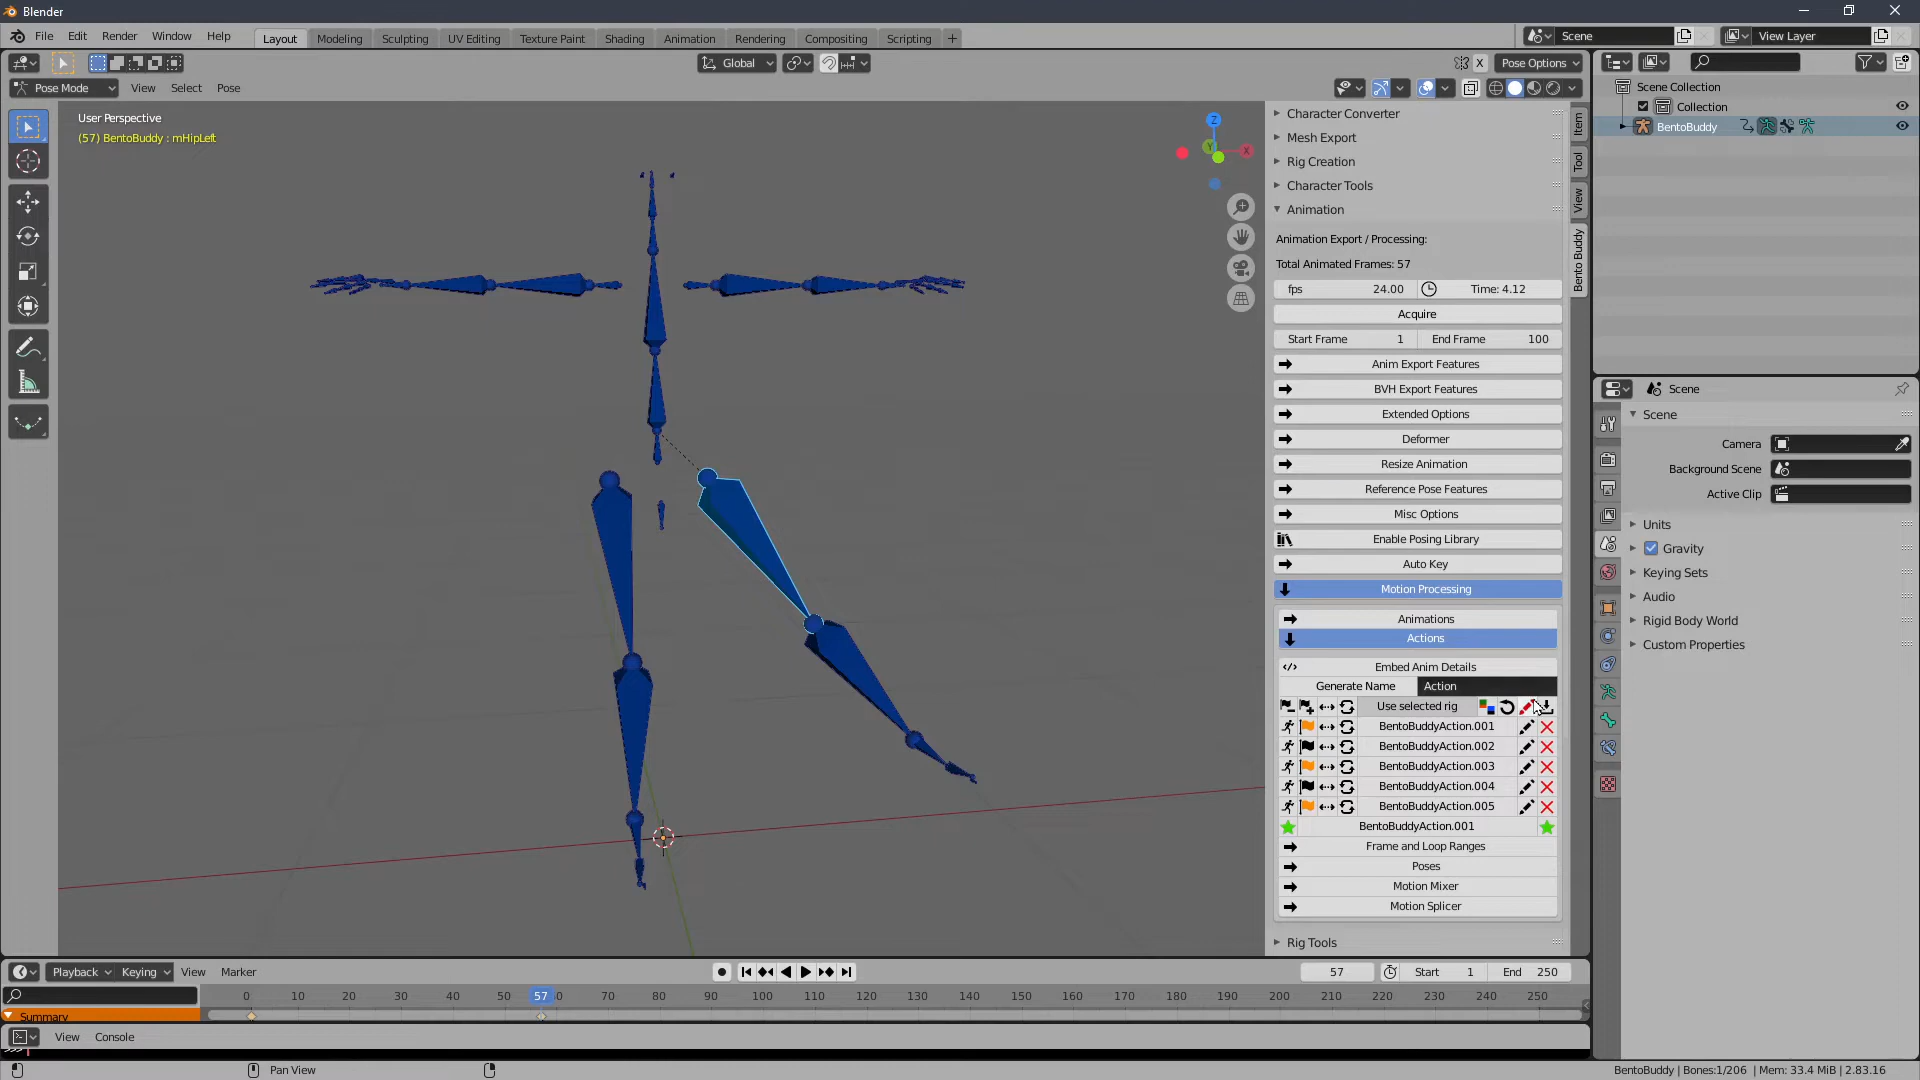 Blender
File Edit Render Window Help
Layout Modeling Sculpting UV Editing Texture Paint Shading Animation Rendering Compositing Scripting +
Scene
View Layer
Global
Pose Options
Pose Mode View Select Pose
User Perspective
(57) BentoBuddy : mHipLeft
Z
Y
X
Character Converter
Mesh Export
Rig Creation
Character Tools
Animation
Animation Export / Processing:
Total Animated Frames: 57
fps 24.00 Time: 4.12
Acquire
Start Frame 1 End Frame 100
Anim Export Features
BVH Export Features
Extended Options
Deformer
Resize Animation
Reference Pose Features
Misc Options
Enable Posing Library
Auto Key
Motion Processing
Animations
Actions
Embed Anim Details
Generate Name Action
Use selected rig
BentoBuddyAction.001
BentoBuddyAction.002
BentoBuddyAction.003
BentoBuddyAction.004
BentoBuddyAction.005
BentoBuddyAction.001
Frame and Loop Ranges
Poses
Motion Mixer
Motion Splicer
Rig Tools
Item
Tool
View
Bento Buddy
Scene Collection
Collection
BentoBuddy
Scene
Scene
Camera
Background Scene
Active Clip
Units
Gravity
Keying Sets
Audio
Rigid Body World
Custom Properties
Playback Keying View Marker
57 Start 1 End 250
0 10 20 30 40 50 57 60 70 80 90 100 110 120 130 140 150 160 170 180 190 200 210 220 230 240 250
Summary
View Console
>>>
Pan View
BentoBuddy | Bones:1/206 | Mem: 33.4 MiB | 2.83.16